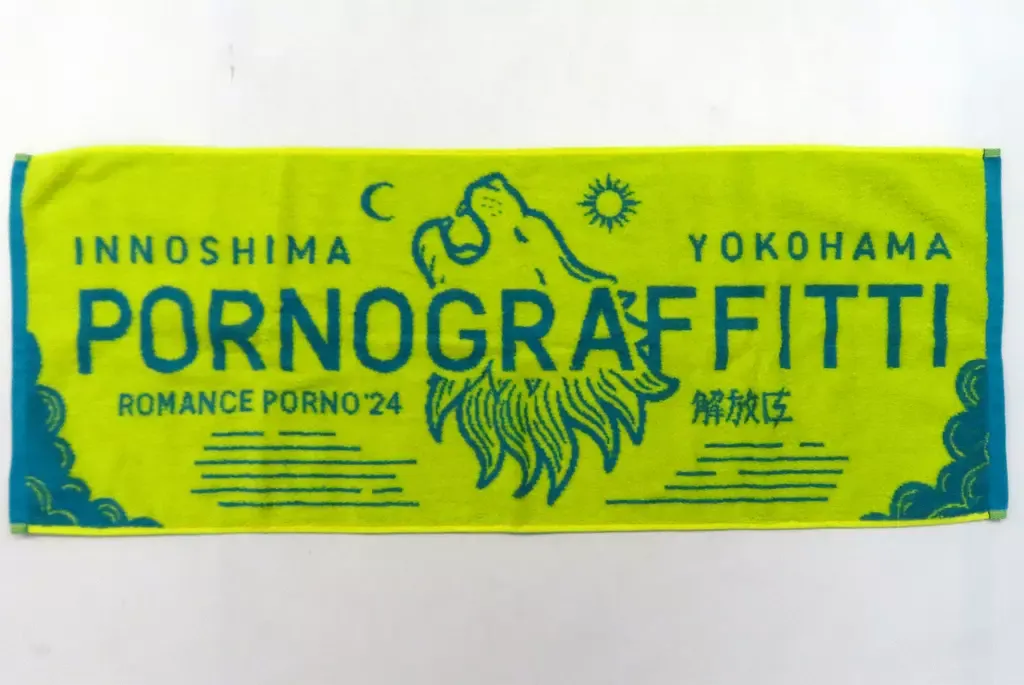 INNOSHIMA
YOKOHAMA
PORNOGRAFFITTI
ROMANCE PORNO '24
解放区